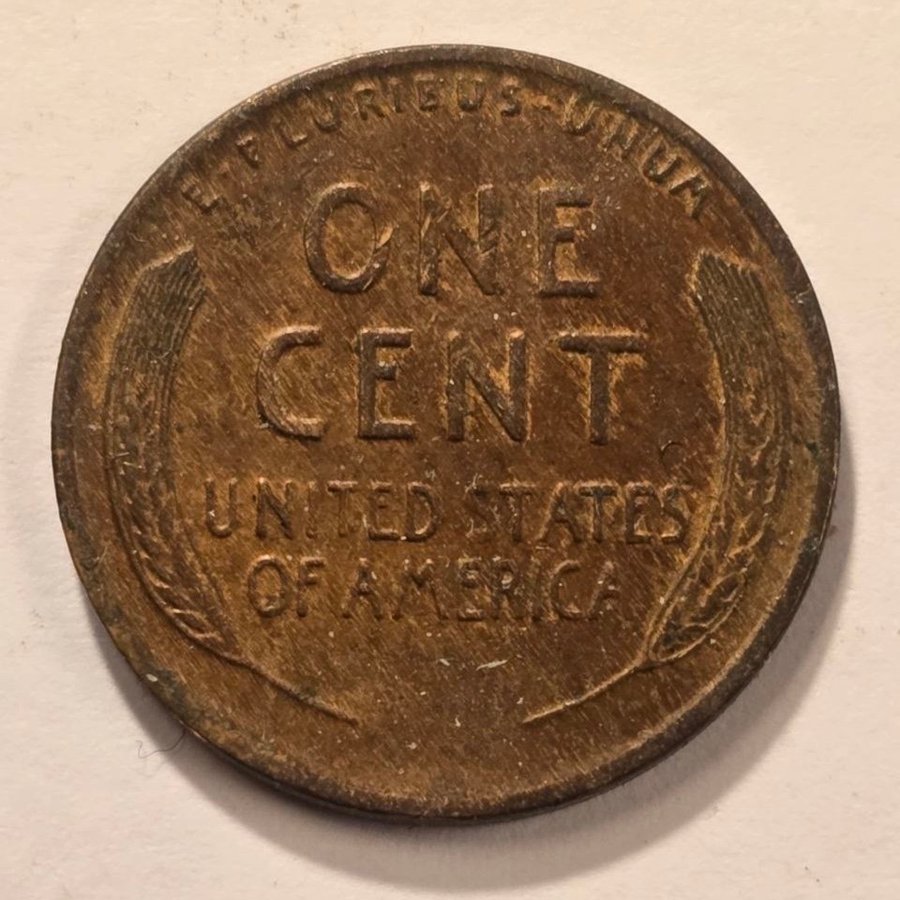 E·PLURIBUS·UNUM
ONE
CENT
UNITED STATES
OF AMERICA